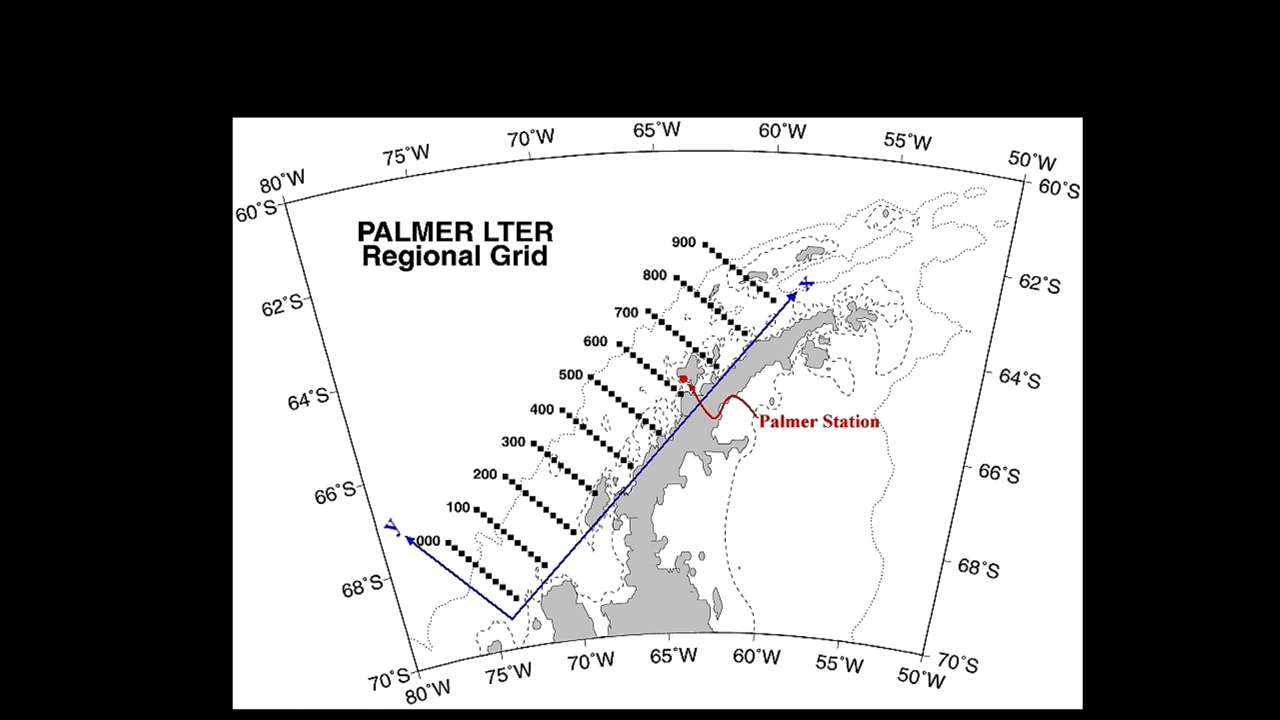 65˚W
60˚W
70˚W
55˚W
75˚W
50˚W
80˚W
60˚S
60˚S
PALMER LTER
Regional Grid
900
800
x
62˚S
62˚S
700
600
500
64˚S
64˚S
400
Palmer Station
300
200
66˚S
66˚S
100
y
000
68˚S
68˚S
70˚S
80˚W
75˚W
70˚W
65˚W
60˚W
55˚W
50˚W
70˚S